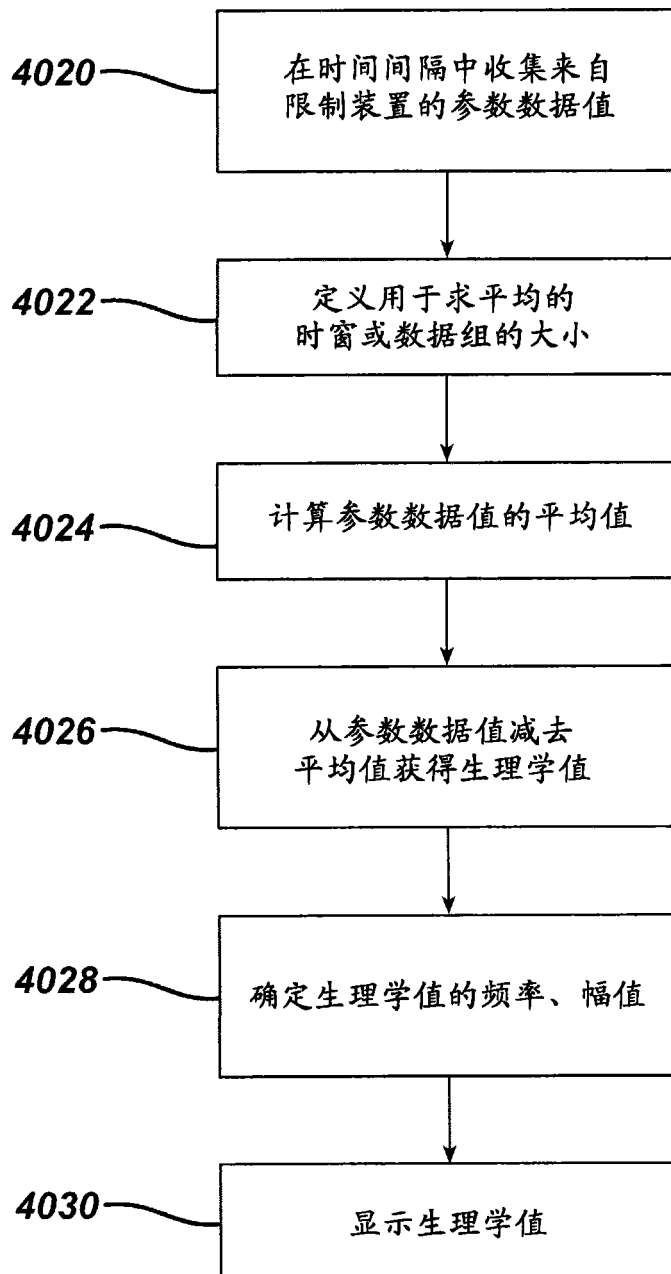 4020
在时间间隔中收集来自
限制装置的参数数据值
4022
定义用于求平均的
时窗或数据组的大小
4024
计算参数数据值的平均值
4026
从参数数据值减去
平均值获得生理学值
4028
确定生理学值的频率、幅值
4030
显示生理学值